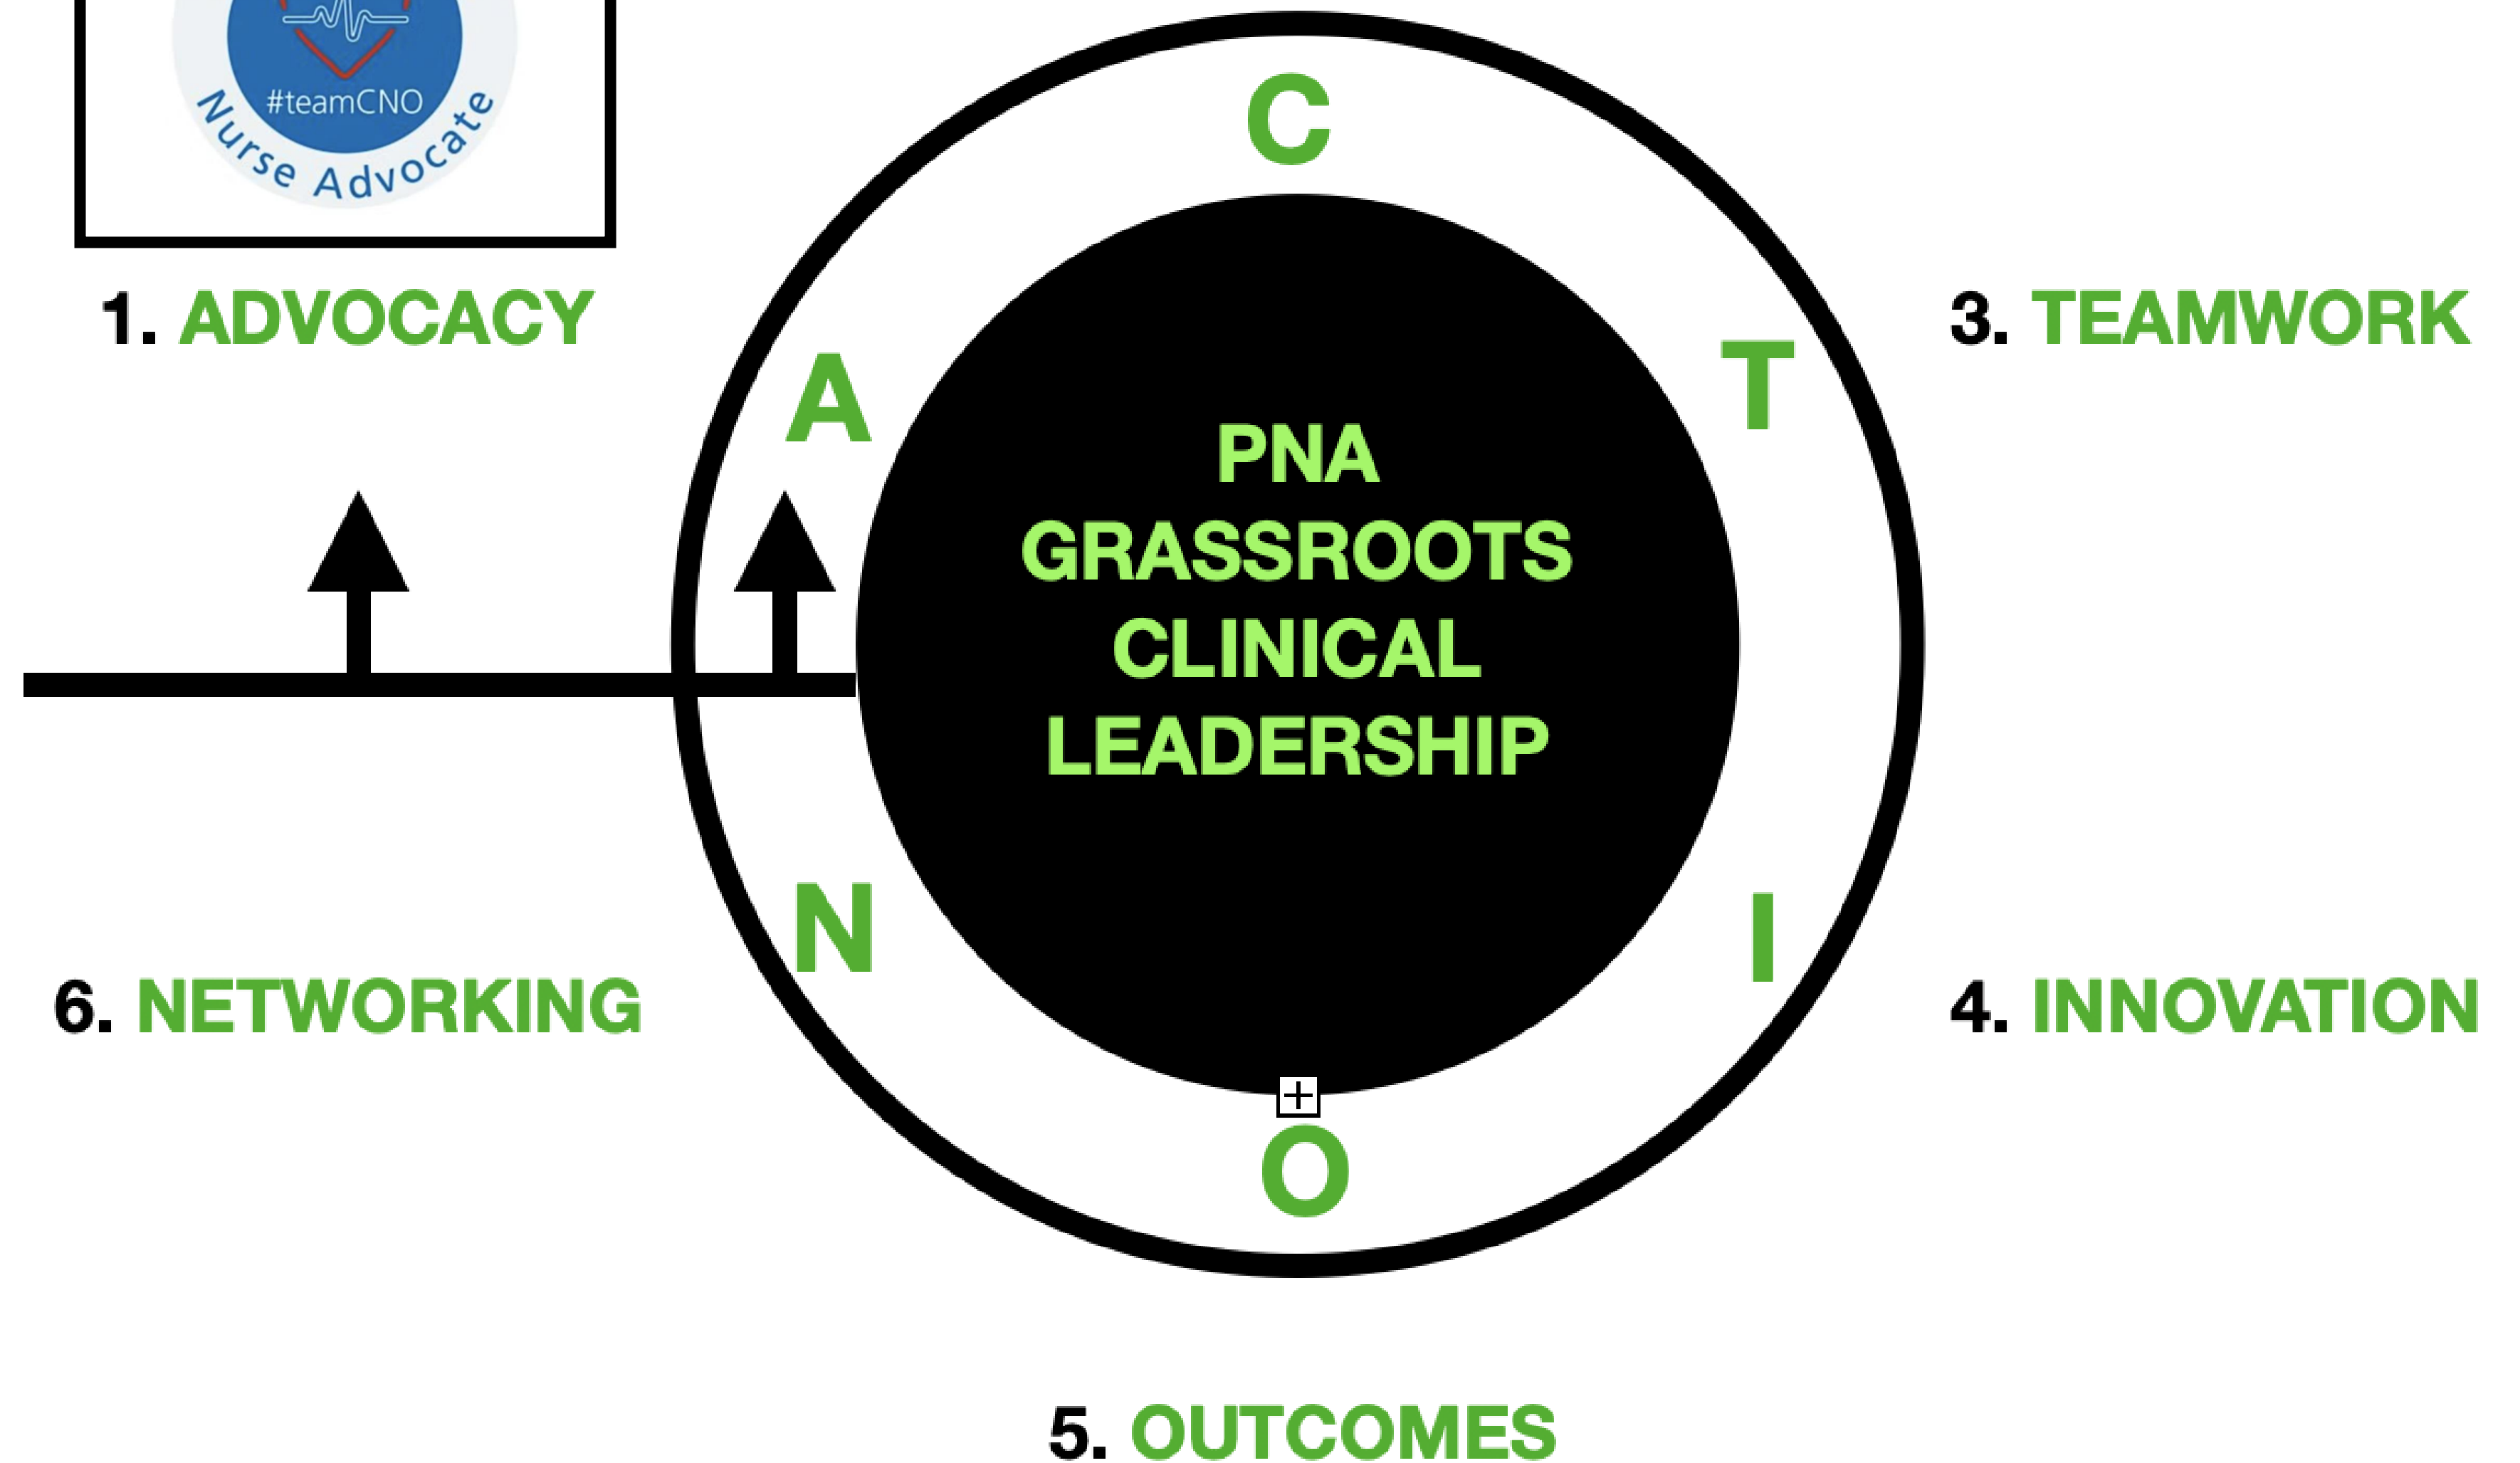 #teamCNO
Nurse Advocate
C
1. ADVOCACY
3. TEAMWORK
A
T
PNA
GRASSROOTS
CLINICAL
LEADERSHIP
N
I
6. NETWORKING
4. INNOVATION
O
5. OUTCOMES